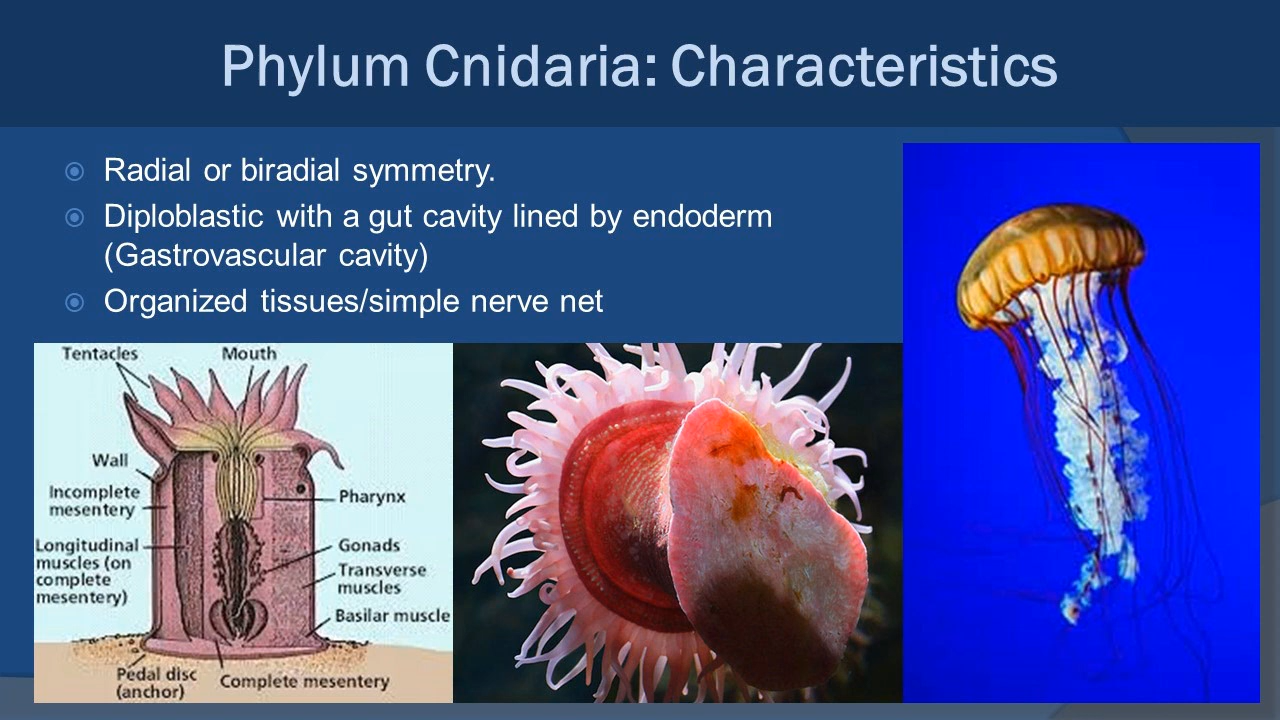 Phylum Cnidaria: Characteristics
Radial or biradial symmetry.
Diploblastic with a gut cavity lined by endoderm
(Gastrovascular cavity)
Organized tissues/simple nerve net
Tentacles
Mouth
Wall
Incomplete
mesentery
Longitudinal
muscles (on
complete
mesentery)
Pharynx
Gonads
Transverse
muscles
Basilar muscle
Pedal disc
(anchor)
Complete mesentery